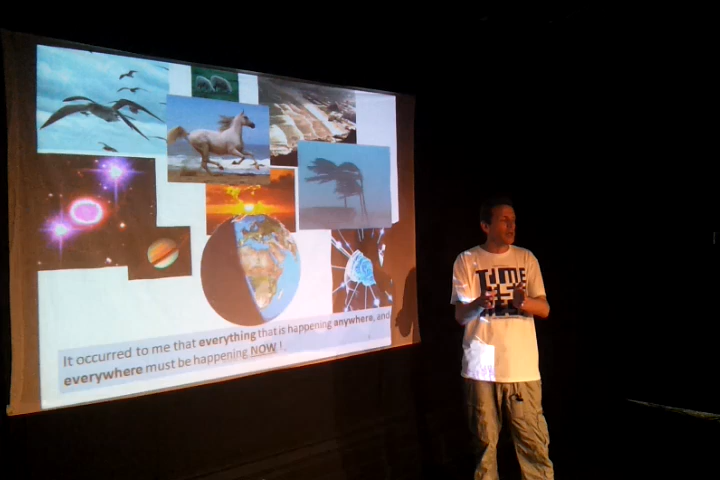 It occurred to me that everything that is happening anywhere, and
everywhere must be happening NOW !
TIME